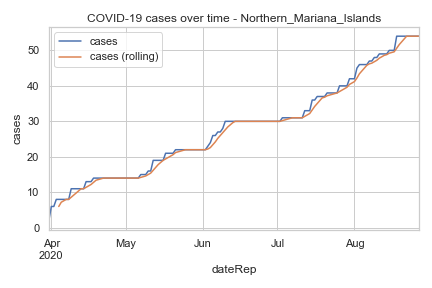 COVID-19 cases over time - Northern_Mariana_Islands
cases
cases (rolling)
cases
50
40
30
20
10
0
Apr May Jun Jul Aug
2020
dateRep